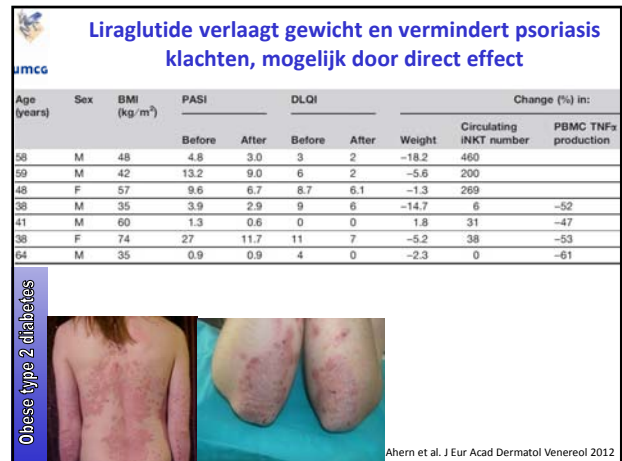 Liraglutide verlaagt gewicht en vermindert psoriasis
klachten, mogelijk door direct effect
umcG
Age (years) Sex BMI (kg/m²) PASI DLQI Change (%) in:
Before After Before After Weight Circulating iNKT number PBMC TNFα production
58 M 48 4.8 3.0 3 2 −18.2 460
59 M 42 13.2 9.0 6 2 −5.6 200
48 F 57 9.6 6.7 8.7 6.1 −1.3 269
38 M 35 3.9 2.9 9 6 −14.7 6 −52
41 M 60 1.3 0.6 0 0 1.8 31 −47
38 F 74 27 11.7 11 7 −5.2 38 −53
64 M 35 0.9 0.9 4 0 −2.3 0 −61
Obese type 2 diabetes
Ahern et al. J Eur Acad Dermatol Venereol 2012